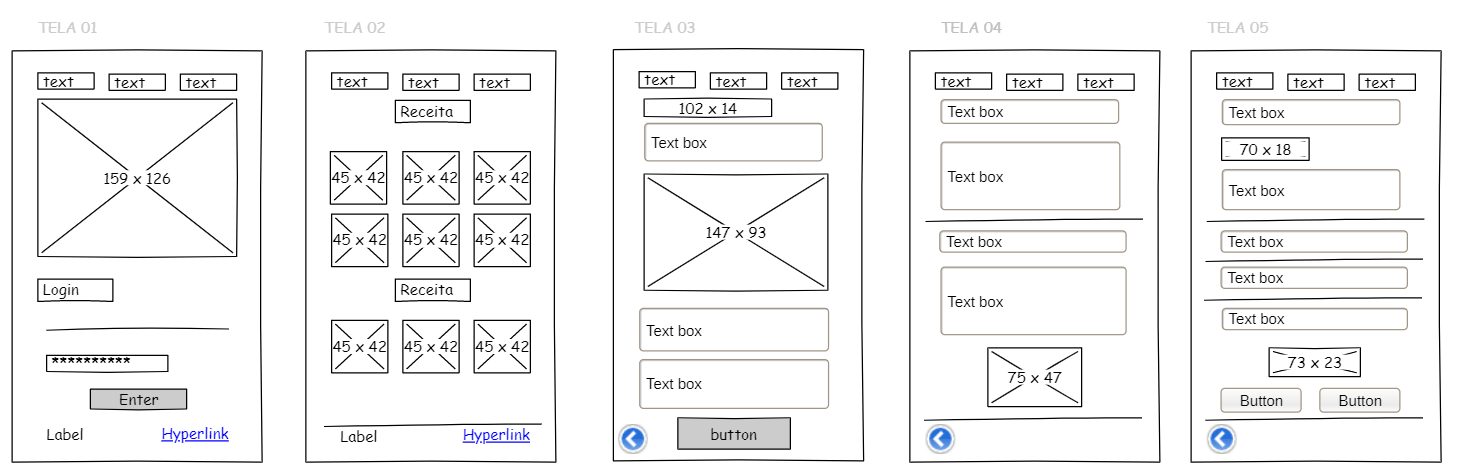 TELA 01
text text text
159 x 126
Login
**********
Enter
Label Hyperlink
TELA 02
text text text
Receita
45 x 42 45 x 42 45 x 42
45 x 42 45 x 42 45 x 42
Receita
45 x 42 45 x 42 45 x 42
Label Hyperlink
TELA 03
text text text
102 x 14
Text box
147 x 93
Text box
Text box
button
TELA 04
text text text
Text box
Text box
Text box
Text box
75 x 47
TELA 05
text text text
Text box
70 x 18
Text box
Text box
Text box
Text box
73 x 23
Button Button